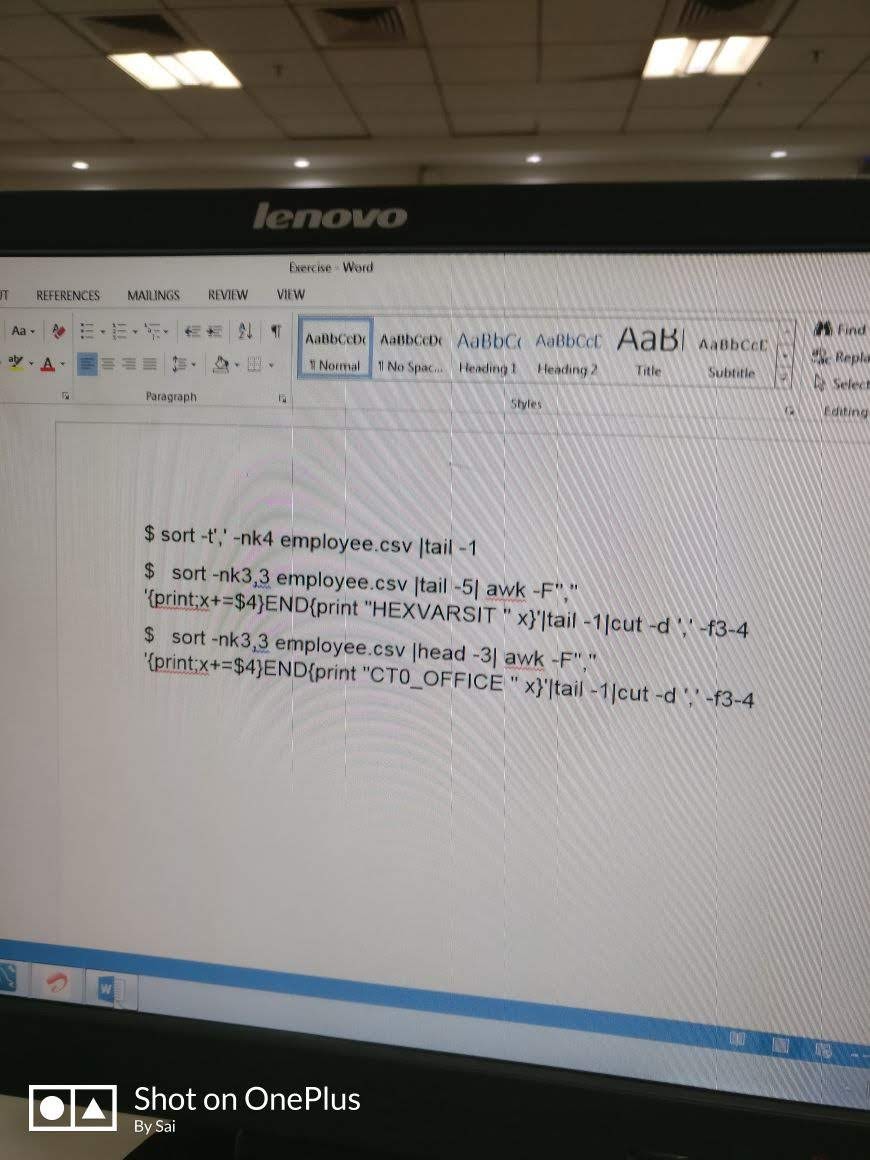 lenovo
Exercise - Word
REFERENCES MAILINGS REVIEW VIEW
Aa
AaBbCcDc AaBbCcDc AaBbC( AaBbCcC AaB AaBbCcC
Find
¶ Normal ¶ No Spac... Heading 1 Heading 2 Title Subtitle
Select
Paragraph
Styles
Editing
$ sort -t',' -nk4 employee.csv |tail -1
$ sort -nk3,3 employee.csv |tail -5| awk -F","
'{print;x+=$4}END{print "HEXVARSIT " x}'|tail -1|cut -d ',' -f3-4
$ sort -nk3,3 employee.csv |head -3| awk -F","
'{print;x+=$4}END{print "CT0_OFFICE " x}'|tail -1|cut -d ',' -f3-4
Shot on OnePlus
By Sai